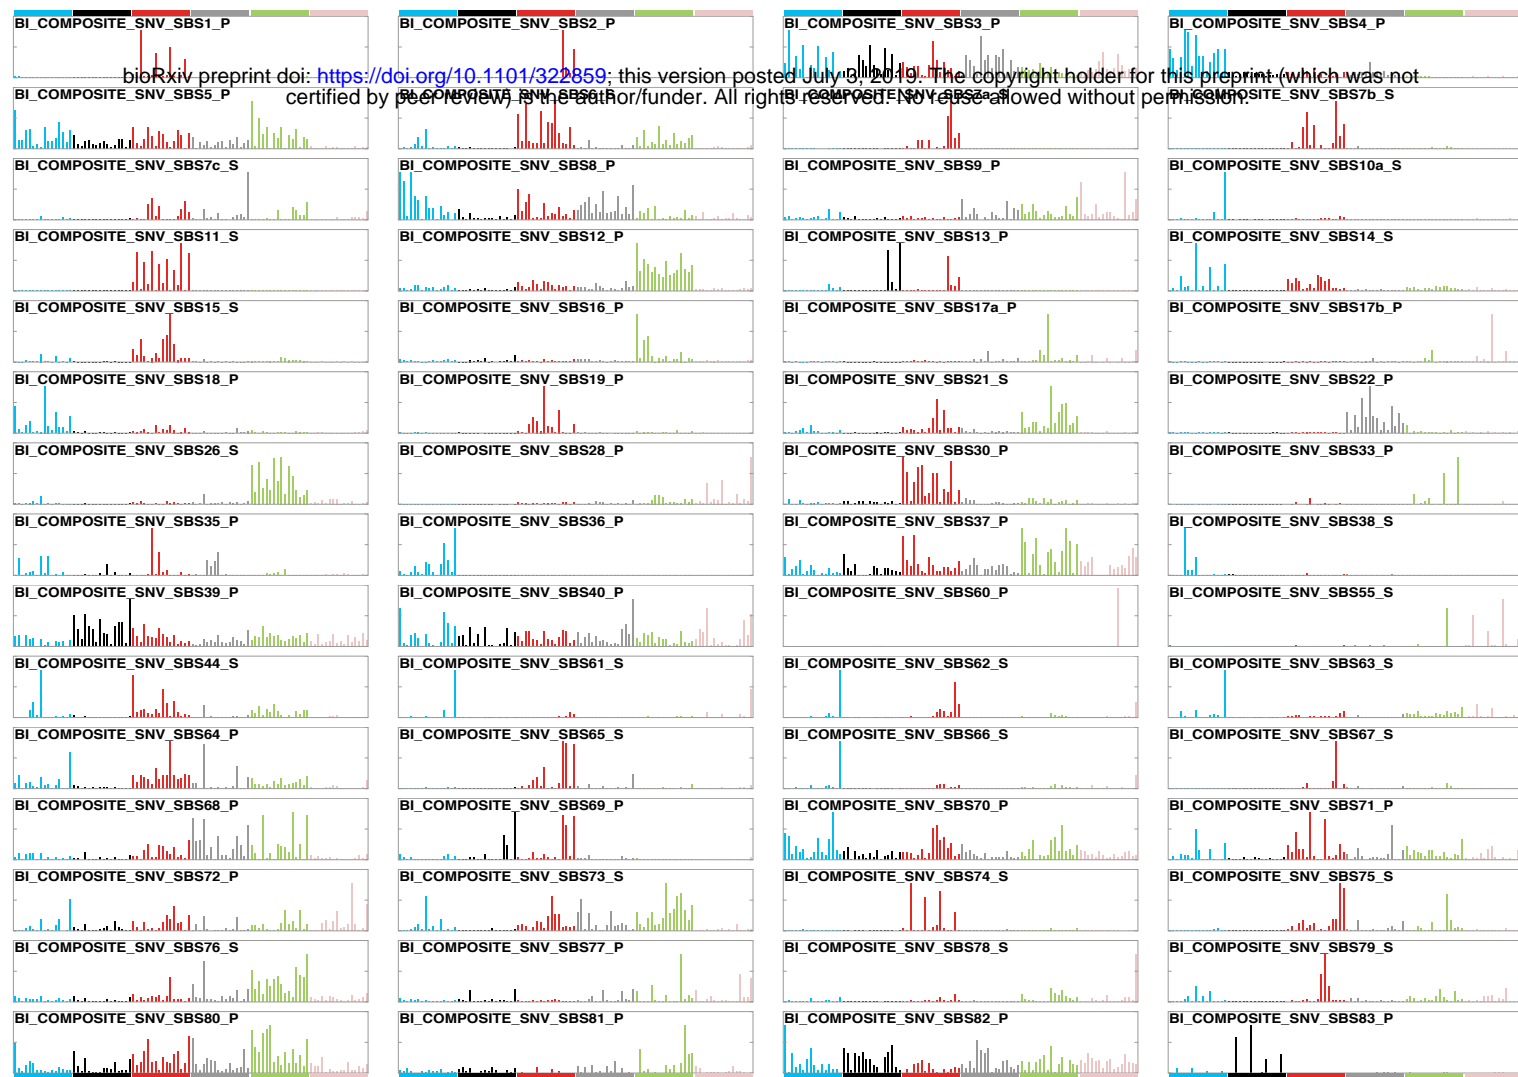 BI_COMPOSITE_SNV_SBS1_P BI_COMPOSITE_SNV_SBS2_P BI_COMPOSITE_SNV_SBS3_P BI_COMPOSITE_SNV_SBS4_P
bioRxiv preprint doi: https://doi.org/10.1101/322859; this version posted July 3, 2019. The copyright holder for this preprint (which was not
certified by peer review) is the author/funder. All rights reserved. No reuse allowed without permission.
BI_COMPOSITE_SNV_SBS5_P BI_COMPOSITE_SNV_SBS6_S BI_COMPOSITE_SNV_SBS7a_S BI_COMPOSITE_SNV_SBS7b_S
BI_COMPOSITE_SNV_SBS7c_S BI_COMPOSITE_SNV_SBS8_P BI_COMPOSITE_SNV_SBS9_P BI_COMPOSITE_SNV_SBS10a_S
BI_COMPOSITE_SNV_SBS11_S BI_COMPOSITE_SNV_SBS12_P BI_COMPOSITE_SNV_SBS13_P BI_COMPOSITE_SNV_SBS14_S
BI_COMPOSITE_SNV_SBS15_S BI_COMPOSITE_SNV_SBS16_P BI_COMPOSITE_SNV_SBS17a_P BI_COMPOSITE_SNV_SBS17b_P
BI_COMPOSITE_SNV_SBS18_P BI_COMPOSITE_SNV_SBS19_P BI_COMPOSITE_SNV_SBS21_S BI_COMPOSITE_SNV_SBS22_P
BI_COMPOSITE_SNV_SBS26_S BI_COMPOSITE_SNV_SBS28_P BI_COMPOSITE_SNV_SBS30_P BI_COMPOSITE_SNV_SBS33_P
BI_COMPOSITE_SNV_SBS35_P BI_COMPOSITE_SNV_SBS36_P BI_COMPOSITE_SNV_SBS37_P BI_COMPOSITE_SNV_SBS38_S
BI_COMPOSITE_SNV_SBS39_P BI_COMPOSITE_SNV_SBS40_P BI_COMPOSITE_SNV_SBS60_P BI_COMPOSITE_SNV_SBS55_S
BI_COMPOSITE_SNV_SBS44_S BI_COMPOSITE_SNV_SBS61_S BI_COMPOSITE_SNV_SBS62_S BI_COMPOSITE_SNV_SBS63_S
BI_COMPOSITE_SNV_SBS64_P BI_COMPOSITE_SNV_SBS65_S BI_COMPOSITE_SNV_SBS66_S BI_COMPOSITE_SNV_SBS67_S
BI_COMPOSITE_SNV_SBS68_P BI_COMPOSITE_SNV_SBS69_P BI_COMPOSITE_SNV_SBS70_P BI_COMPOSITE_SNV_SBS71_P
BI_COMPOSITE_SNV_SBS72_P BI_COMPOSITE_SNV_SBS73_S BI_COMPOSITE_SNV_SBS74_S BI_COMPOSITE_SNV_SBS75_S
BI_COMPOSITE_SNV_SBS76_S BI_COMPOSITE_SNV_SBS77_P BI_COMPOSITE_SNV_SBS78_S BI_COMPOSITE_SNV_SBS79_S
BI_COMPOSITE_SNV_SBS80_P BI_COMPOSITE_SNV_SBS81_P BI_COMPOSITE_SNV_SBS82_P BI_COMPOSITE_SNV_SBS83_P